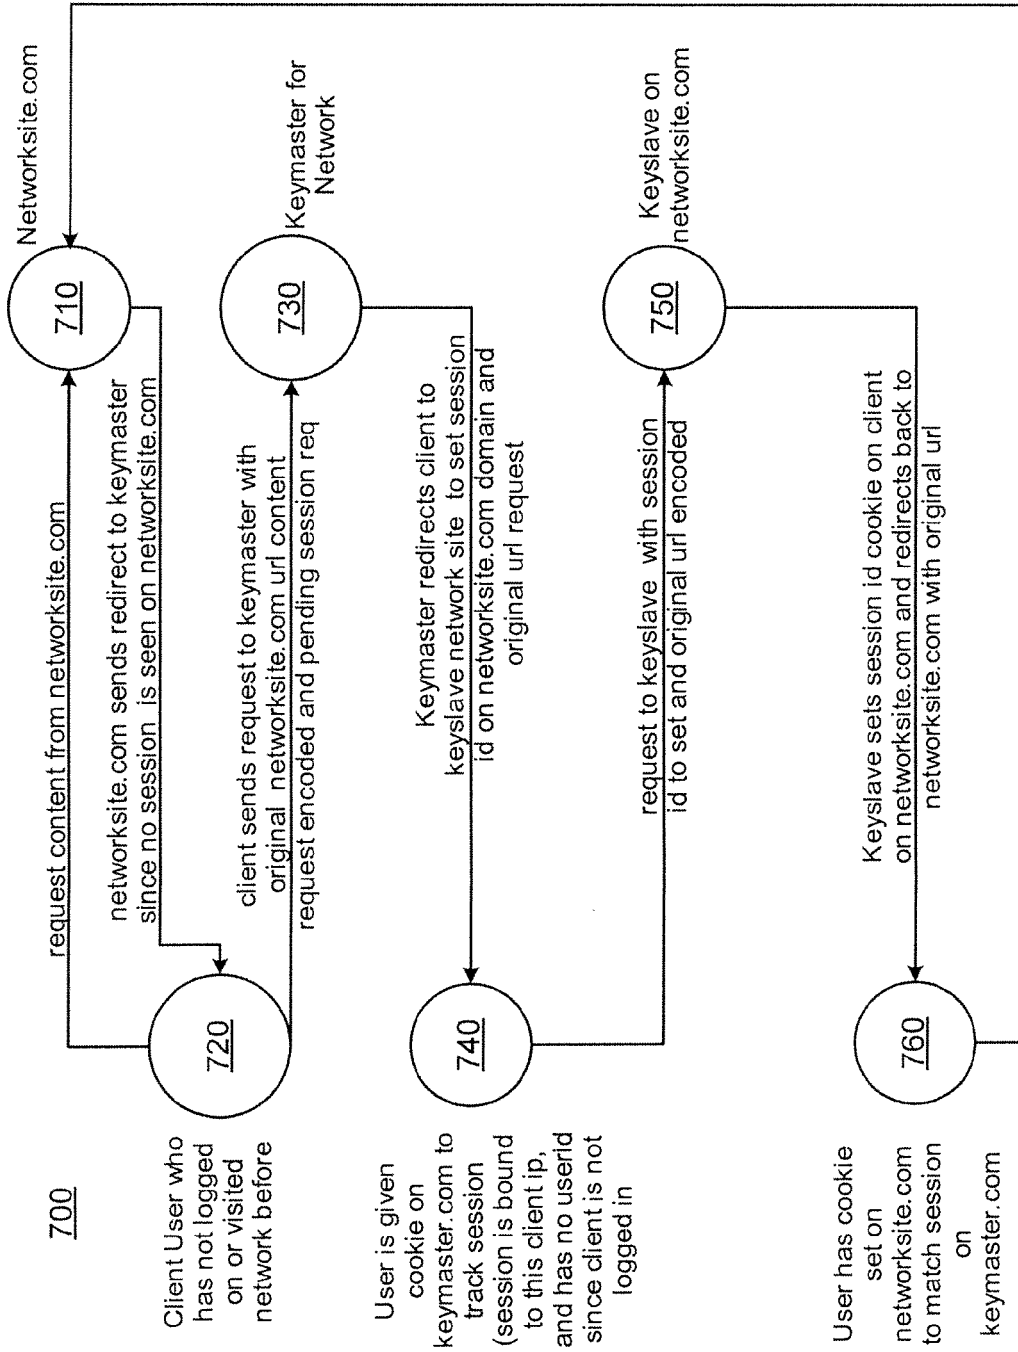 700
Client User who
has not logged
on or visited
network before
720
request content from networksite.com
710
Networksite.com
networksite.com sends redirect to keymaster
since no session is seen on networksite.com
client sends request to keymaster with
original networksite.com url content
request encoded and pending session req
730
Keymaster for
Network
User is given
cookie on
keymaster.com to
track session
(session is bound
to this client ip,
and has no userid
since client is not
logged in
740
Keymaster redirects client to
keyslave network site to set session
id on networksite.com domain and
original url request
request to keyslave with session
id to set and original url encoded
750
Keyslave on
networksite.com
User has cookie
set on
networksite.com
to match session
on
keymaster.com
760
Keyslave sets session id cookie on client
on networksite.com and redirects back to
networksite.com with original url